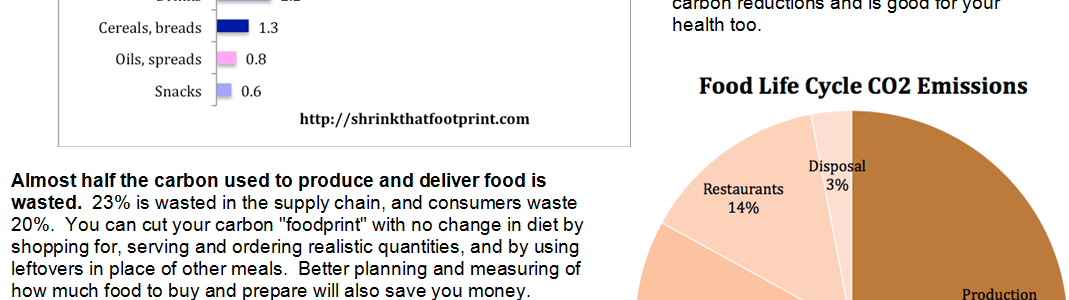 Cereals, breads 1.3
Oils, spreads 0.8
Snacks 0.6
http://shrinkthatfootprint.com
Almost half the carbon used to produce and deliver food is
wasted. 23% is wasted in the supply chain, and consumers waste
20%. You can cut your carbon "foodprint" with no change in diet by
shopping for, serving and ordering realistic quantities, and by using
leftovers in place of other meals. Better planning and measuring of
how much food to buy and prepare will also save you money.
carbon reductions and is good for your
health too.
Food Life Cycle CO2 Emissions
Disposal
3%
Restaurants
14%
Production